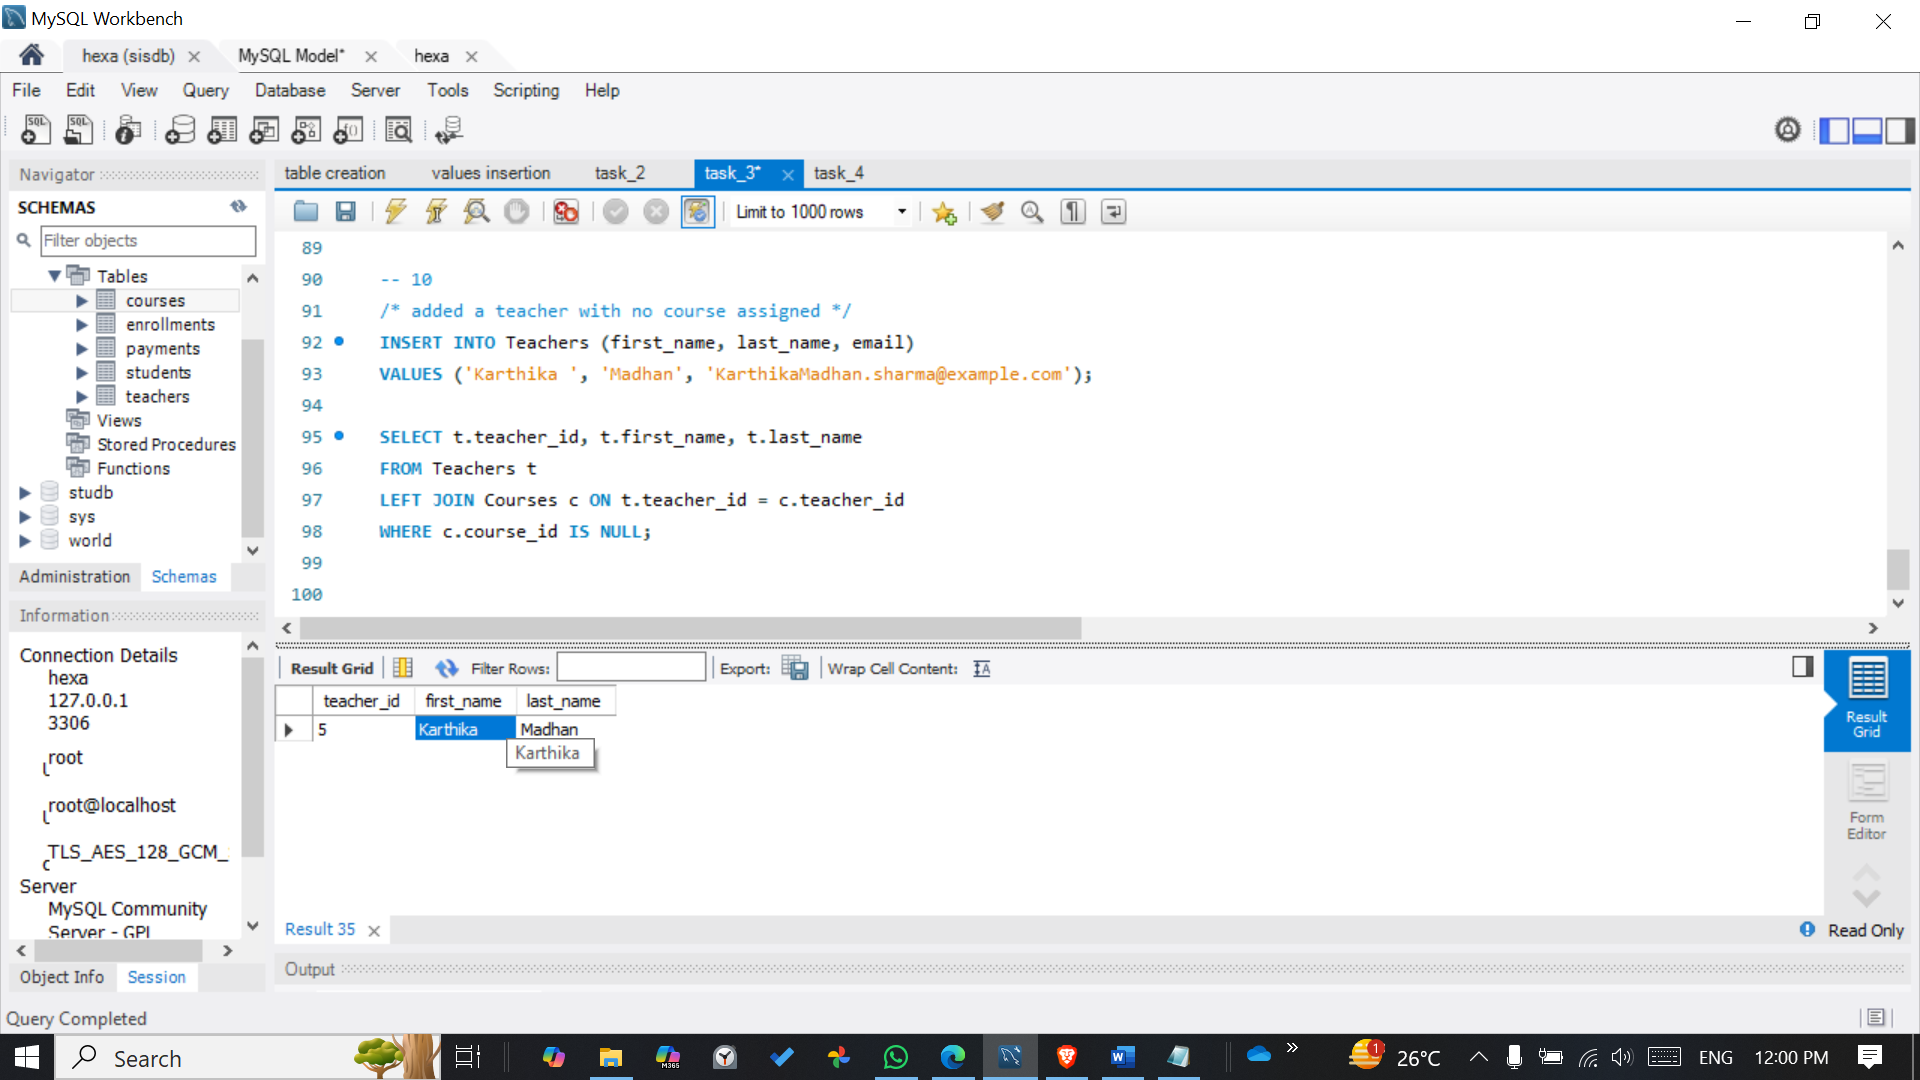 MySQL Workbench
hexa (sisdb)
MySQL Model*
hexa
File Edit View Query Database Server Tools Scripting Help
Navigator
SCHEMAS
Filter objects
Tables
courses
enrollments
payments
students
teachers
Views
Stored Procedures
Functions
studb
sys
world
Administration Schemas
Information
Connection Details
hexa
127.0.0.1
3306
root
root@localhost
TLS_AES_128_GCM_
Server
MySQL Community
Server - GPL
Object Info Session
table creation values insertion task_2 task_3* task_4
Limit to 1000 rows
89
90 -- 10
91 /* added a teacher with no course assigned */
92 INSERT INTO Teachers (first_name, last_name, email)
93 VALUES ('Karthika ', 'Madhan', 'KarthikaMadhan.sharma@example.com');
94
95 SELECT t.teacher_id, t.first_name, t.last_name
96 FROM Teachers t
97 LEFT JOIN Courses c ON t.teacher_id = c.teacher_id
98 WHERE c.course_id IS NULL;
99
100
Result Grid Filter Rows: Export: Wrap Cell Content:
teacher_id first_name last_name
5 Karthika Madhan
Karthika
Result Grid
Form Editor
Result 35
Read Only
Output
Query Completed
Search
M365
1
26°C
ENG
12:00 PM